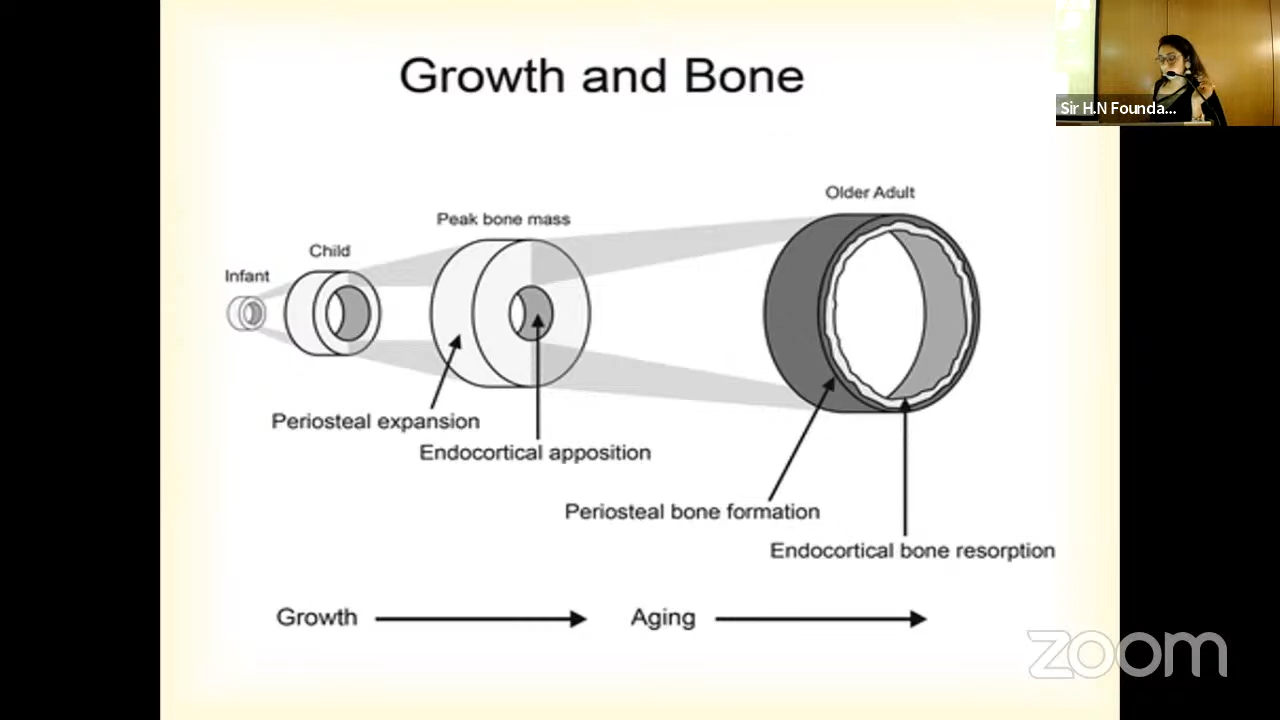 Growth and Bone
Sir H.N Founda...
Older Adult
Peak bone mass
Child
Infant
Periosteal expansion
Endocortical apposition
Periosteal bone formation
Endocortical bone resorption
Growth
Aging
zoom